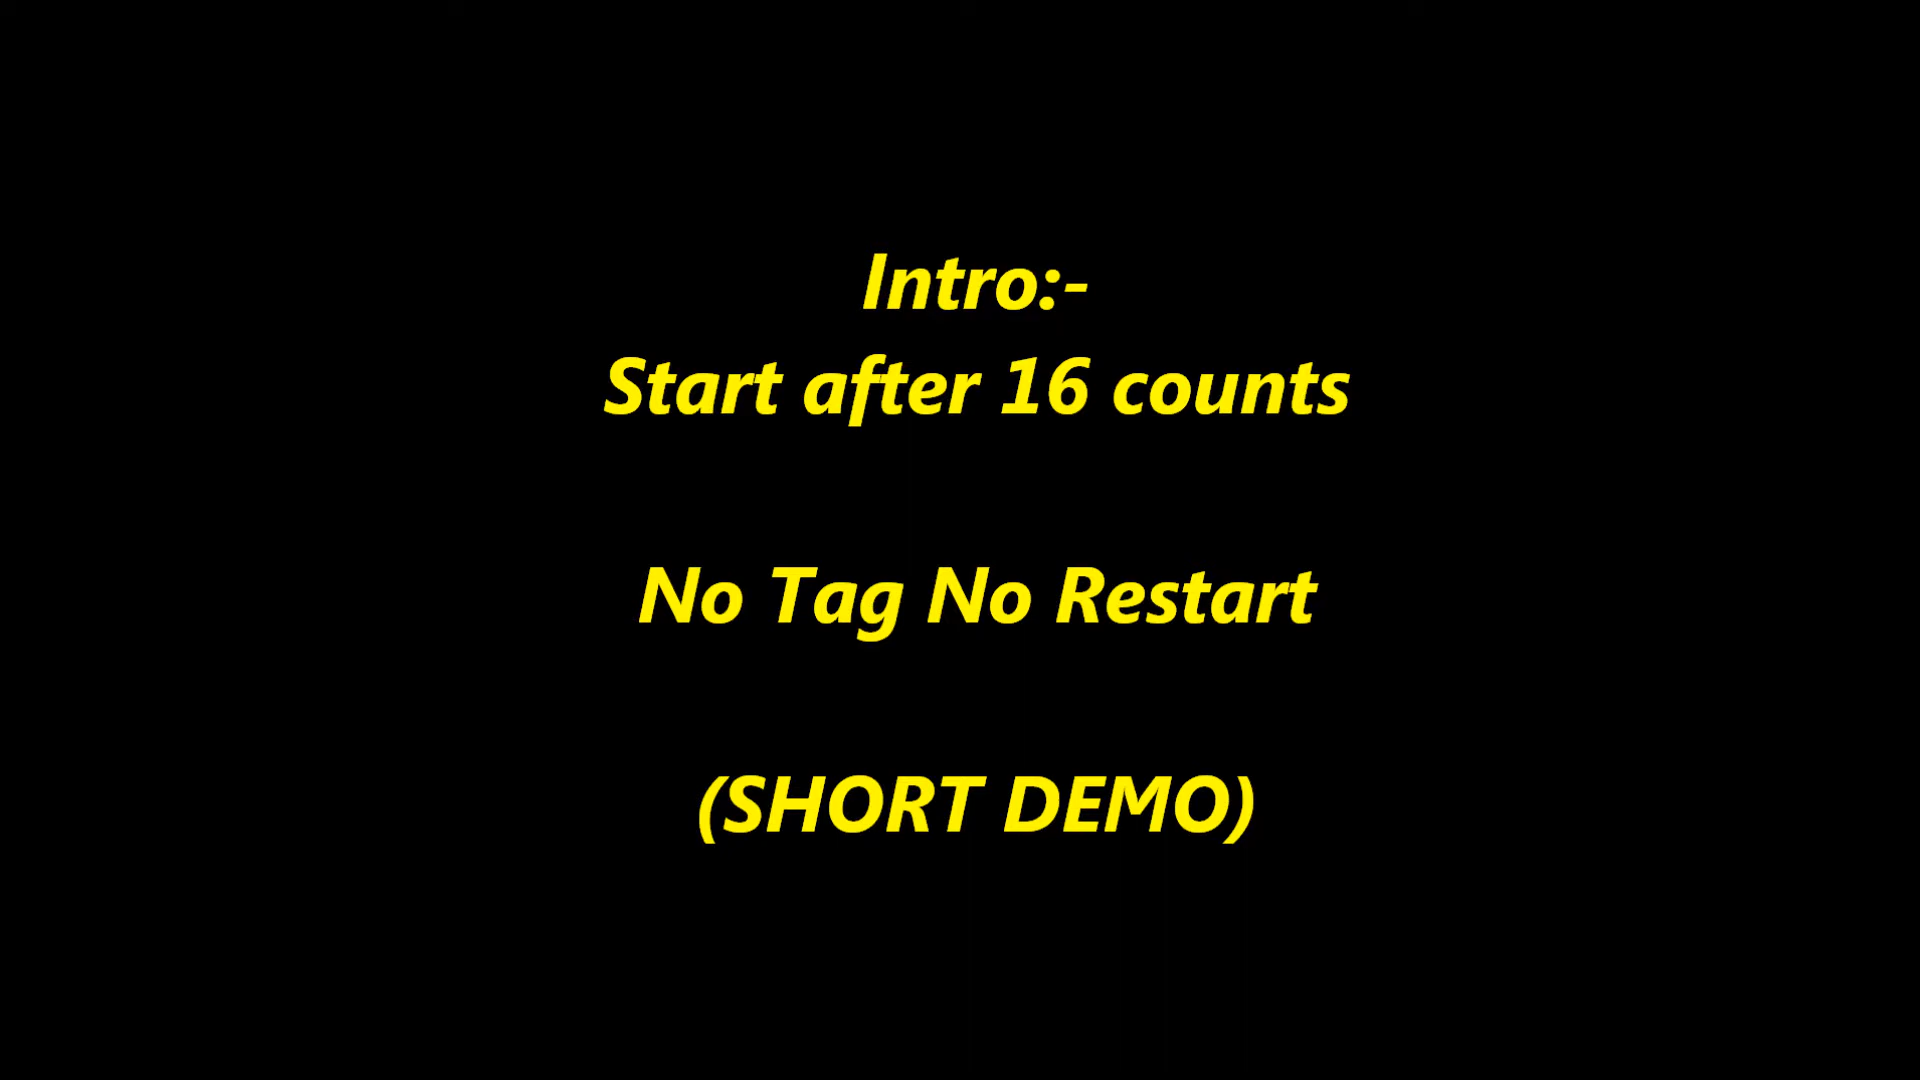 Intro:-
Start after 16 counts
No Tag No Restart
(SHORT DEMO)